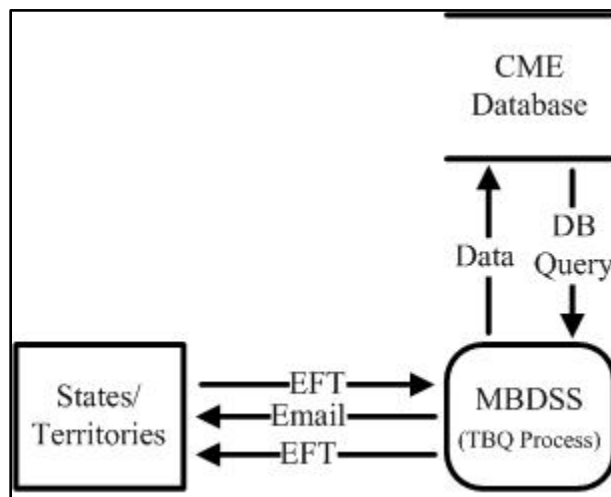 CME
Database
Data
DB
Query
States/
Territories
EFT
Email
EFT
MBDSS
(TBQ Process)